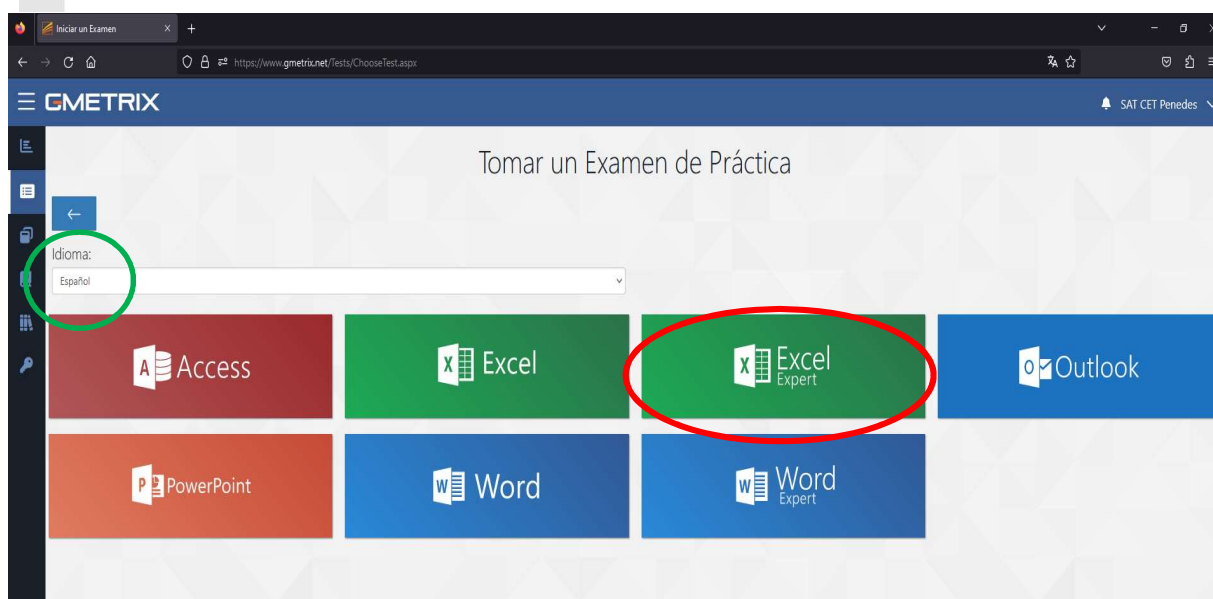 Iniciar un Examen
https://www.gmetrix.net/Tests/ChooseTest.aspx
GMETRIX
SAT CET Penedes
Tomar un Examen de Práctica
Idioma:
Español
A Access
X Excel
X Excel Expert
O Outlook
P PowerPoint
W Word
W Word Expert